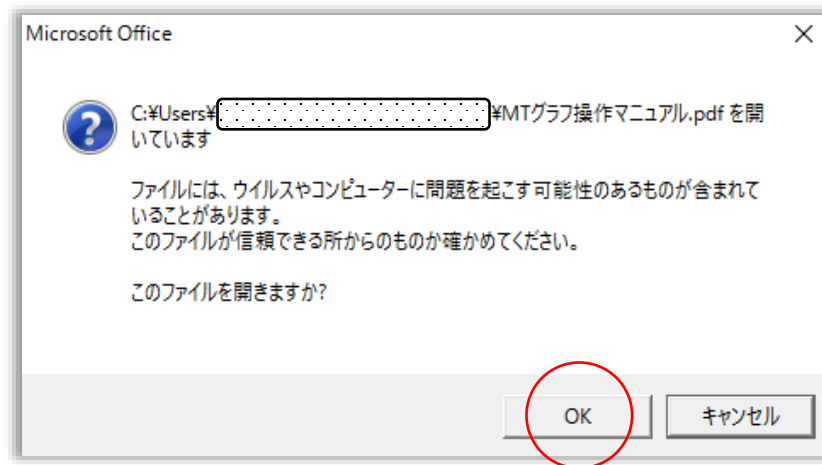 Microsoft Office
C:¥Users¥ ¥MTグラフ操作マニュアル.pdf を開
いています
ファイルには、ウイルスやコンピューターに問題を起こす可能性のあるものが含まれて
いることがあります。
このファイルが信頼できる所からのものか確かめてください。
このファイルを開きますか?
OK
キャンセル